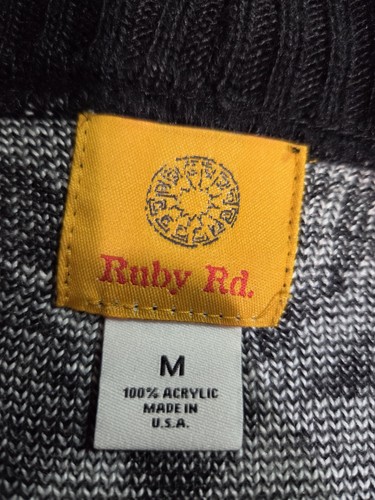 Ruby Rd.
M
100% ACRYLIC
MADE IN
U.S.A.